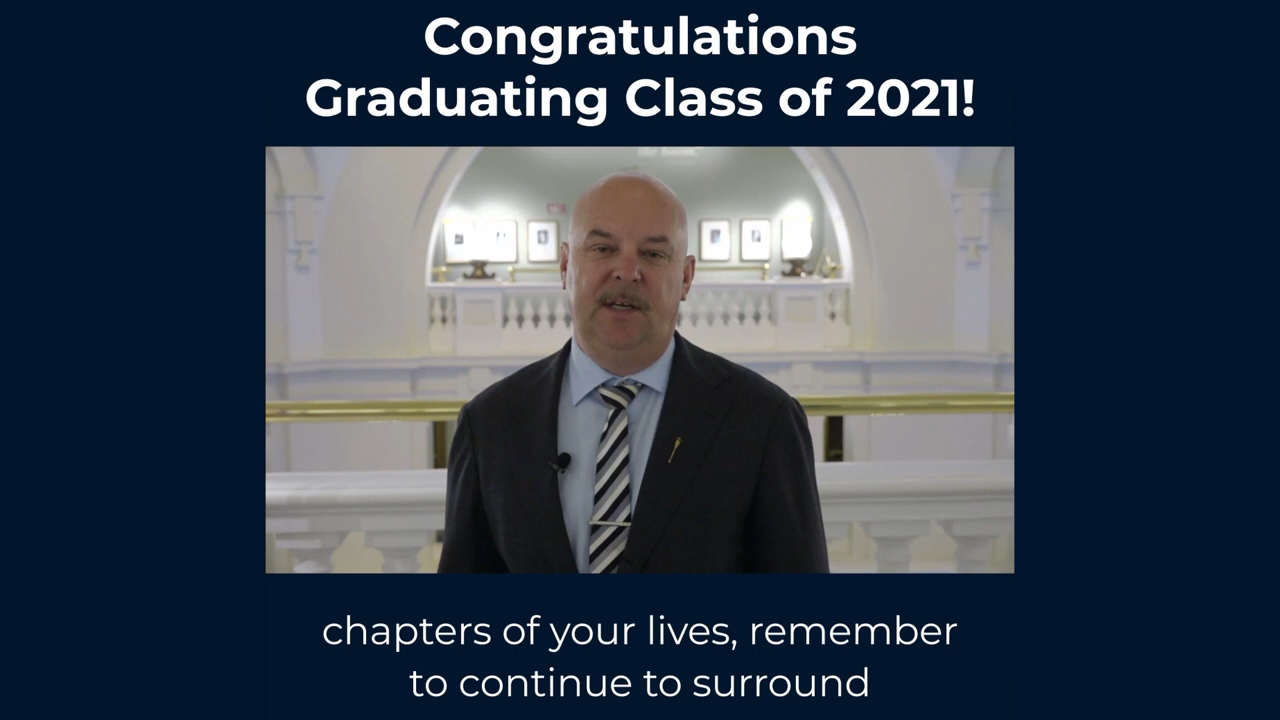 Congratulations
Graduating Class of 2021!
chapters of your lives, remember
to continue to surround